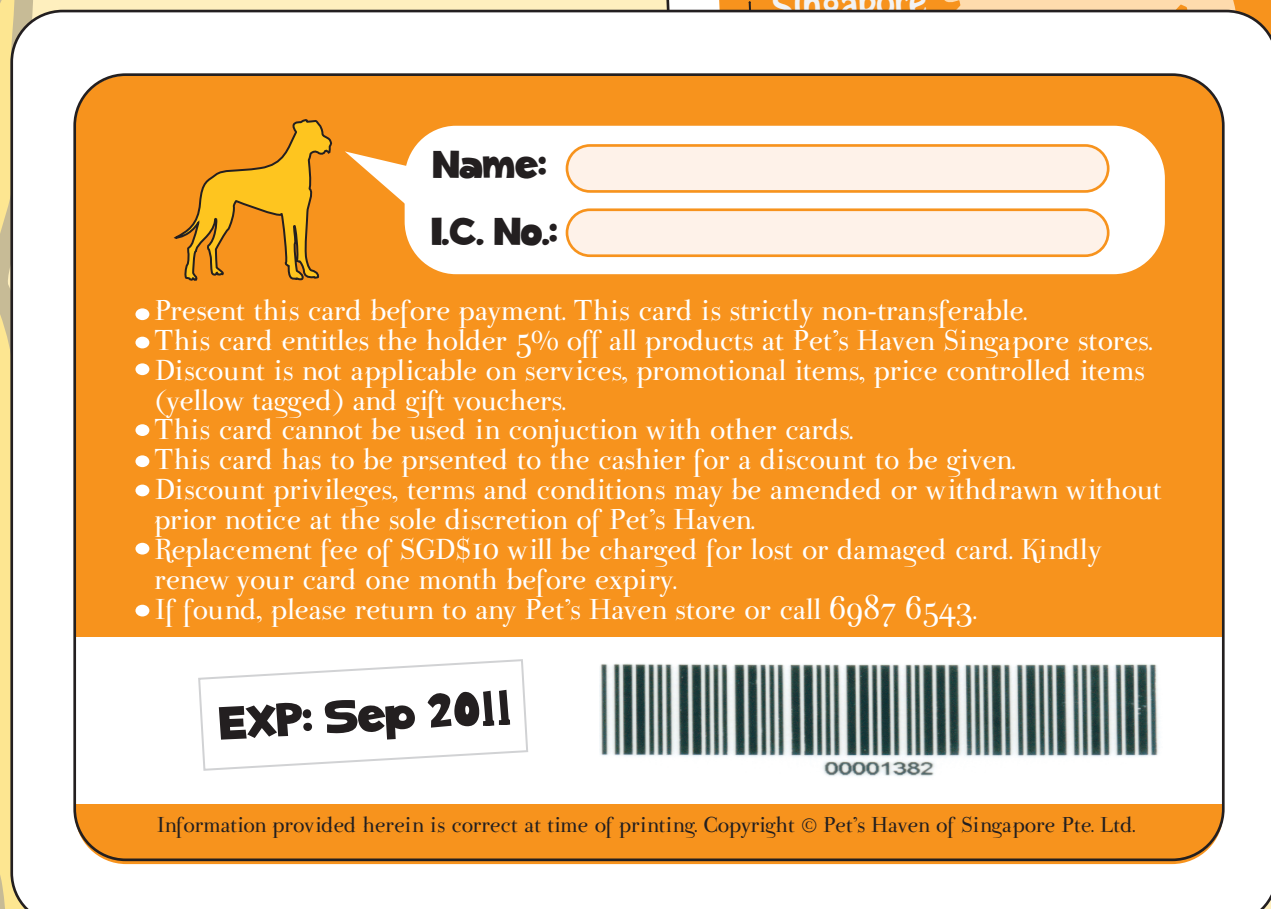 Singapore
Name:
I.C. No.:
• Present this card before payment. This card is strictly non-transferable.
• This card entitles the holder 5% off all products at Pet's Haven Singapore stores.
• Discount is not applicable on services, promotional items, price controlled items
(yellow tagged) and gift vouchers.
• This card cannot be used in conjuction with other cards.
• This card has to be prsented to the cashier for a discount to be given.
• Discount privileges, terms and conditions may be amended or withdrawn without
prior notice at the sole discretion of Pet's Haven.
• Replacement fee of SGD$10 will be charged for lost or damaged card. Kindly
renew your card one month before expiry.
• If found, please return to any Pet's Haven store or call 6987 6543.
EXP: Sep 2011
00001382
Information provided herein is correct at time of printing. Copyright © Pet's Haven of Singapore Pte. Ltd.